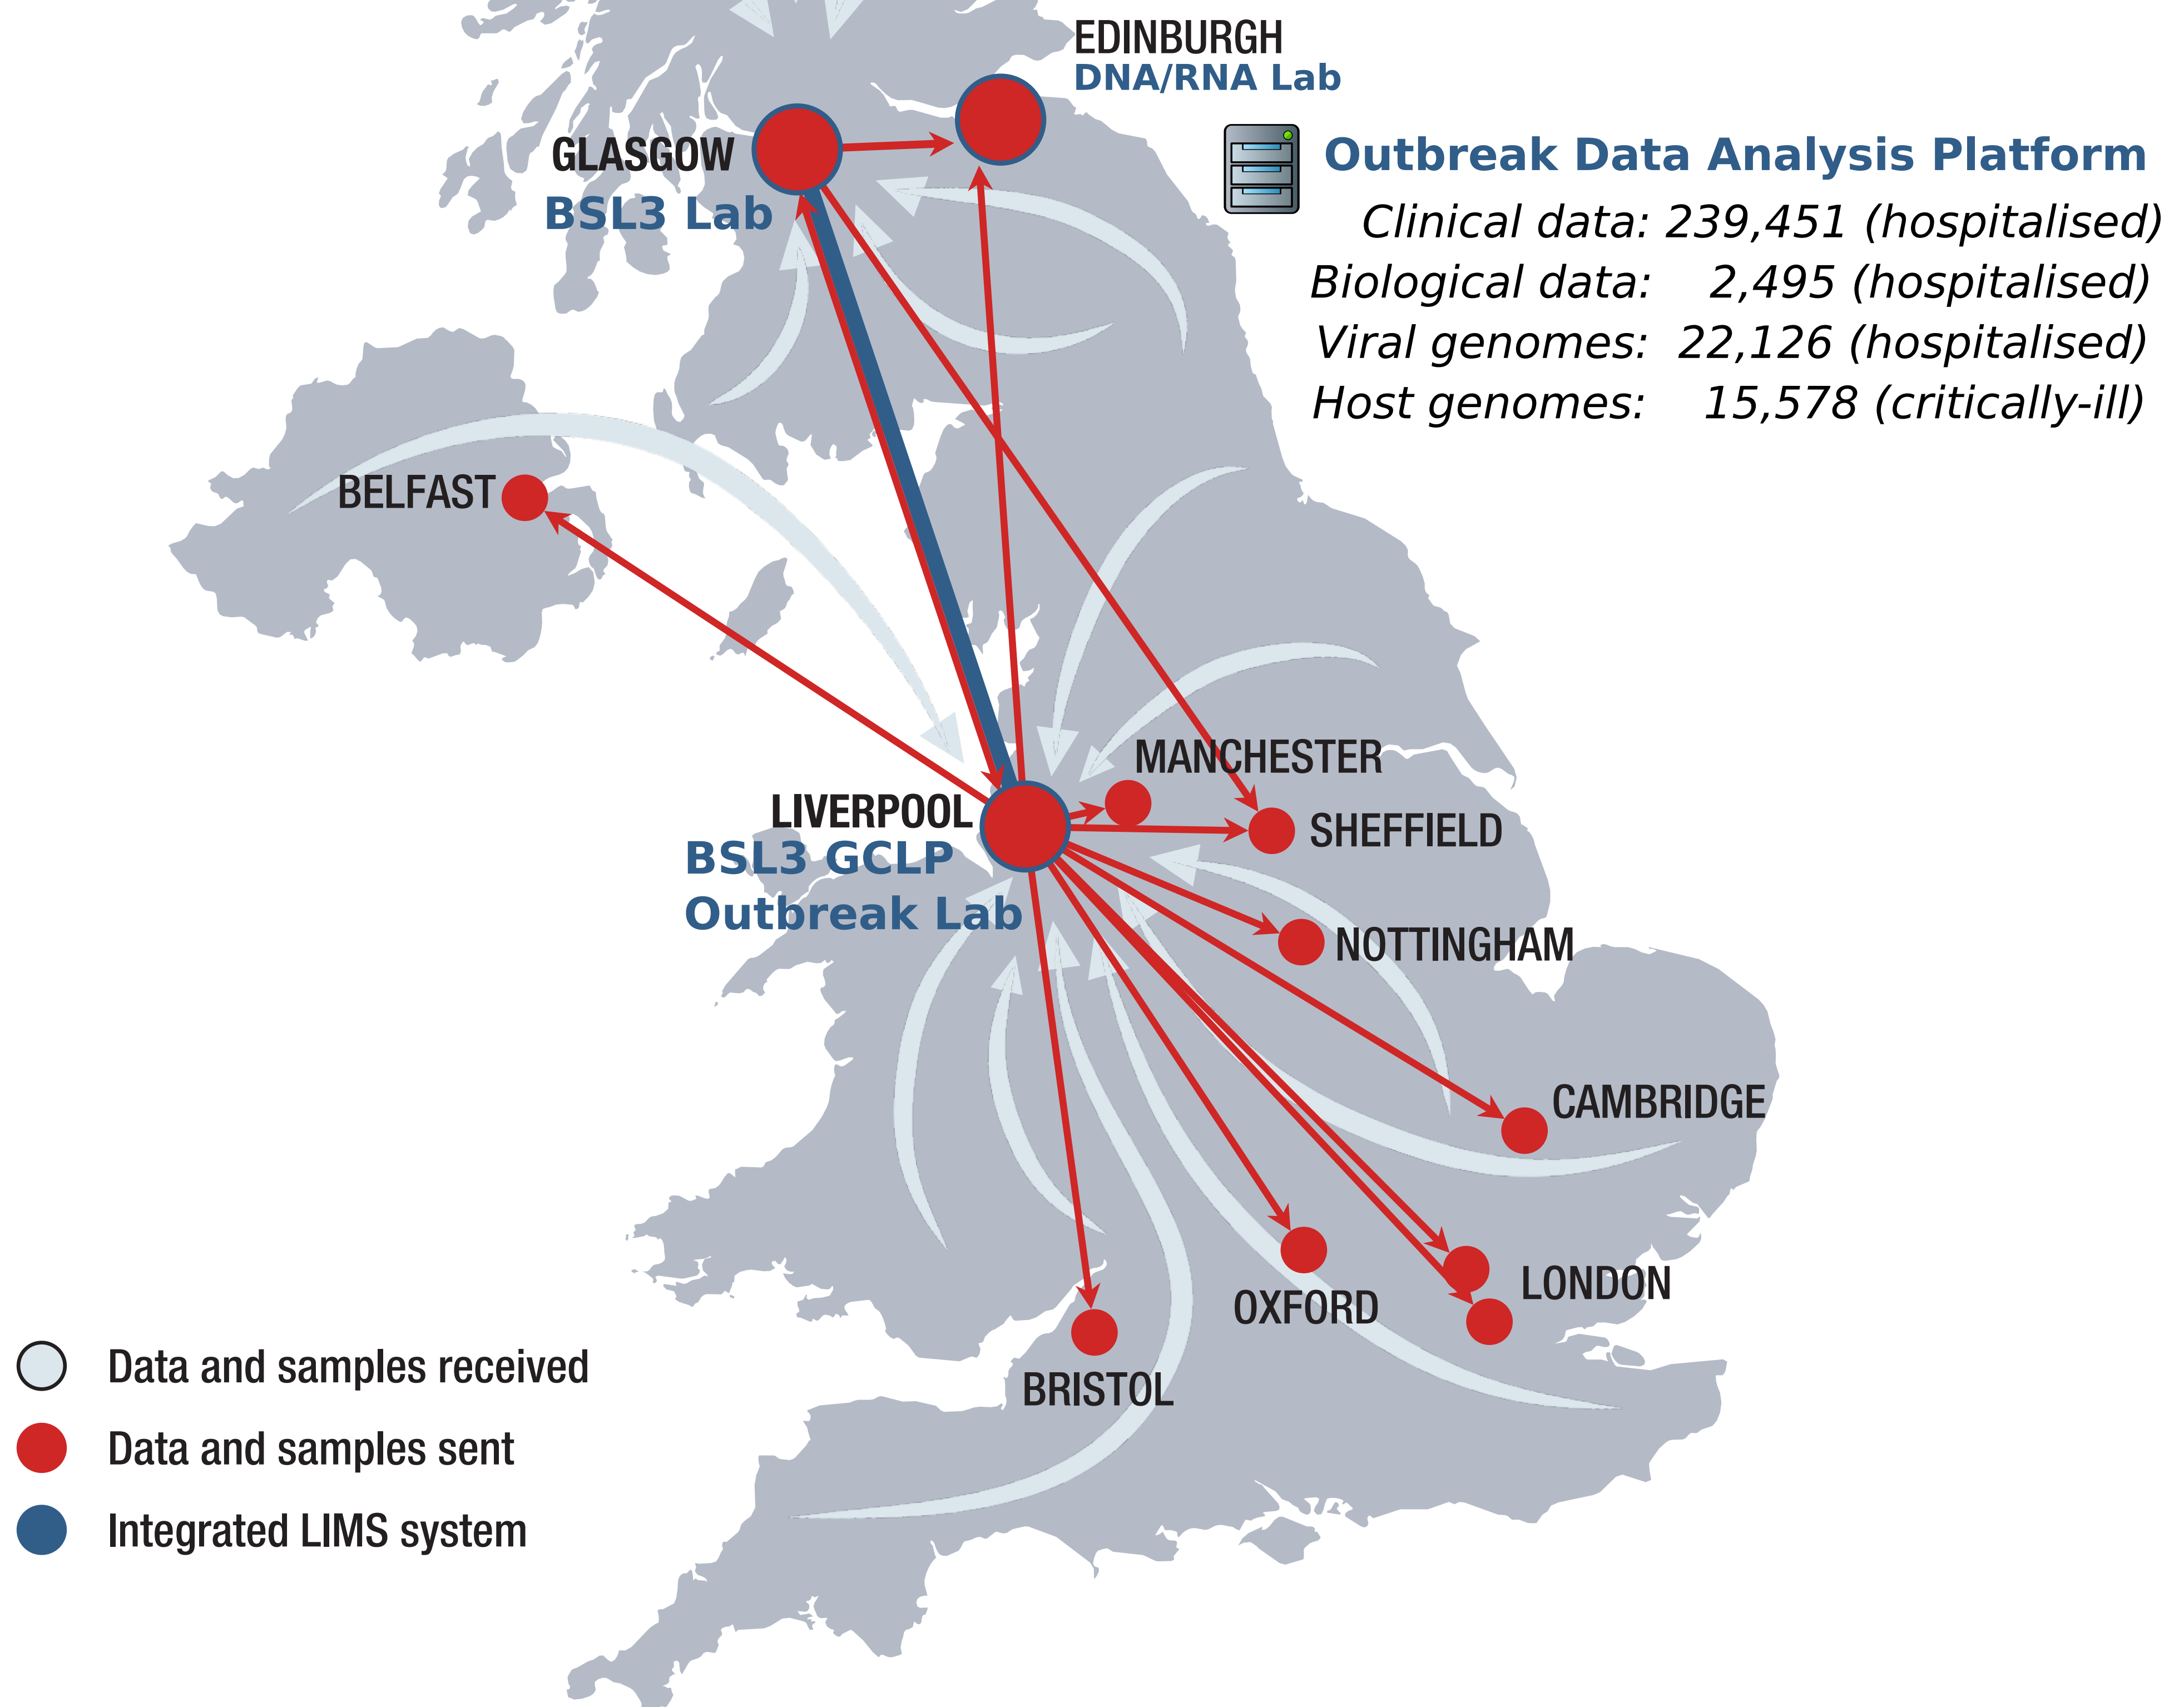 EDINBURGH
DNA/RNA Lab
GLASGOW
BSL3 Lab
Outbreak Data Analysis Platform
Clinical data: 239,451 (hospitalised)
Biological data: 2,495 (hospitalised)
Viral genomes: 22,126 (hospitalised)
Host genomes: 15,578 (critically-ill)
BELFAST
MANCHESTER
LIVERPOOL
BSL3 GCLP
Outbreak Lab
SHEFFIELD
NOTTINGHAM
CAMBRIDGE
LONDON
OXFORD
BRISTOL
Data and samples received
Data and samples sent
Integrated LIMS system